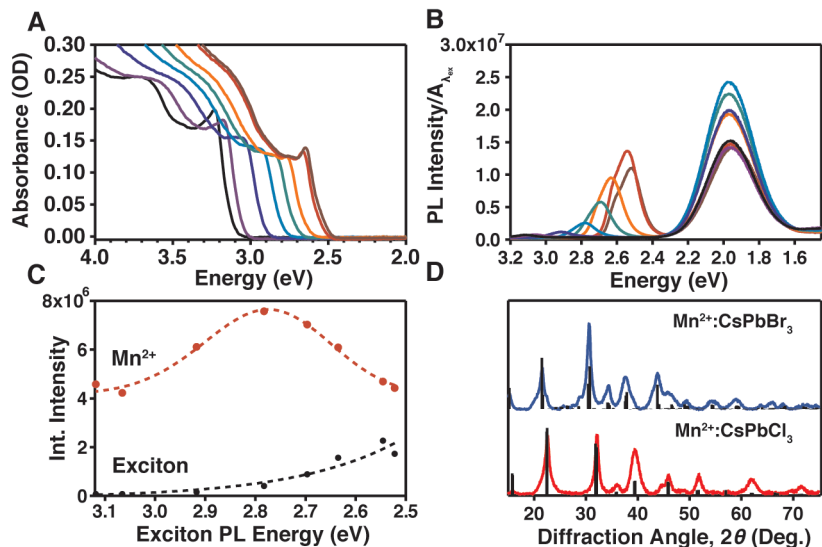 A
Absorbance (OD)
0.30
0.25
0.20
0.15
0.10
0.05
0.00
4.0 3.5 3.0 2.5 2.0
Energy (eV)
B
PL Intensity/A_λex
3.0x10⁷
2.5
2.0
1.5
1.0
0.5
0.0
3.2 3.0 2.8 2.6 2.4 2.2 2.0 1.8 1.6
Energy (eV)
C
Int. Intensity
8x10⁶
6
4
2
0
Mn²⁺
Exciton
3.1 3.0 2.9 2.8 2.7 2.6 2.5
Exciton PL Energy (eV)
D
Mn²⁺:CsPbBr₃
Mn²⁺:CsPbCl₃
20 30 40 50 60 70
Diffraction Angle, 2θ (Deg.)